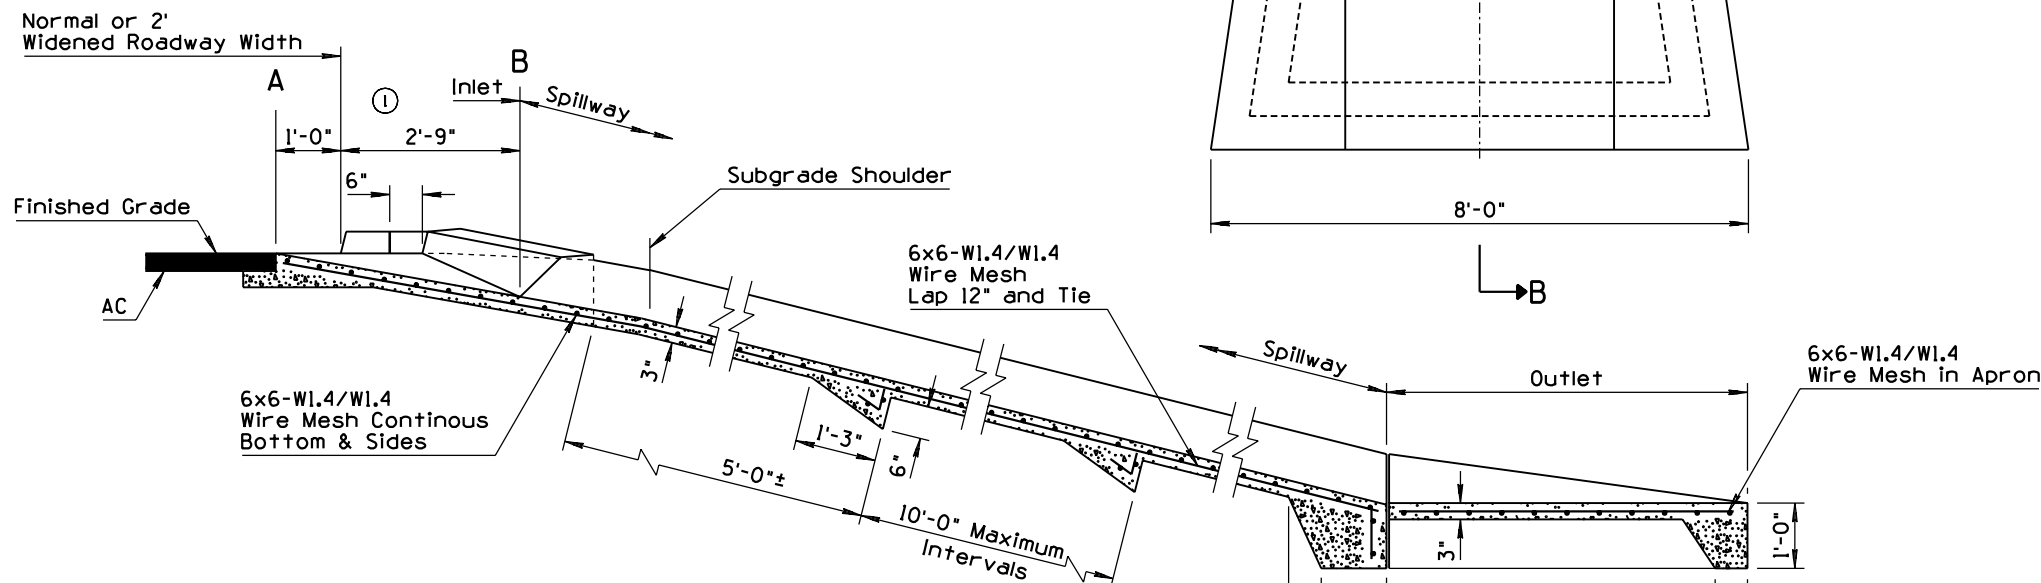 Normal or 2'
Widened Roadway Width
A
B
Inlet
Spillway
1
1'-0"
2'-9"
6"
Subgrade Shoulder
Finished Grade
8'-0"
AC
6x6-W1.4/W1.4
Wire Mesh
Lap 12" and Tie
B
Spillway
Outlet
6x6-W1.4/W1.4
Wire Mesh in Apron
3"
6x6-W1.4/W1.4
Wire Mesh Continous
Bottom & Sides
1'-3"
6"
5'-0"±
10'-0" Maximum
Intervals
3"
1'-0"